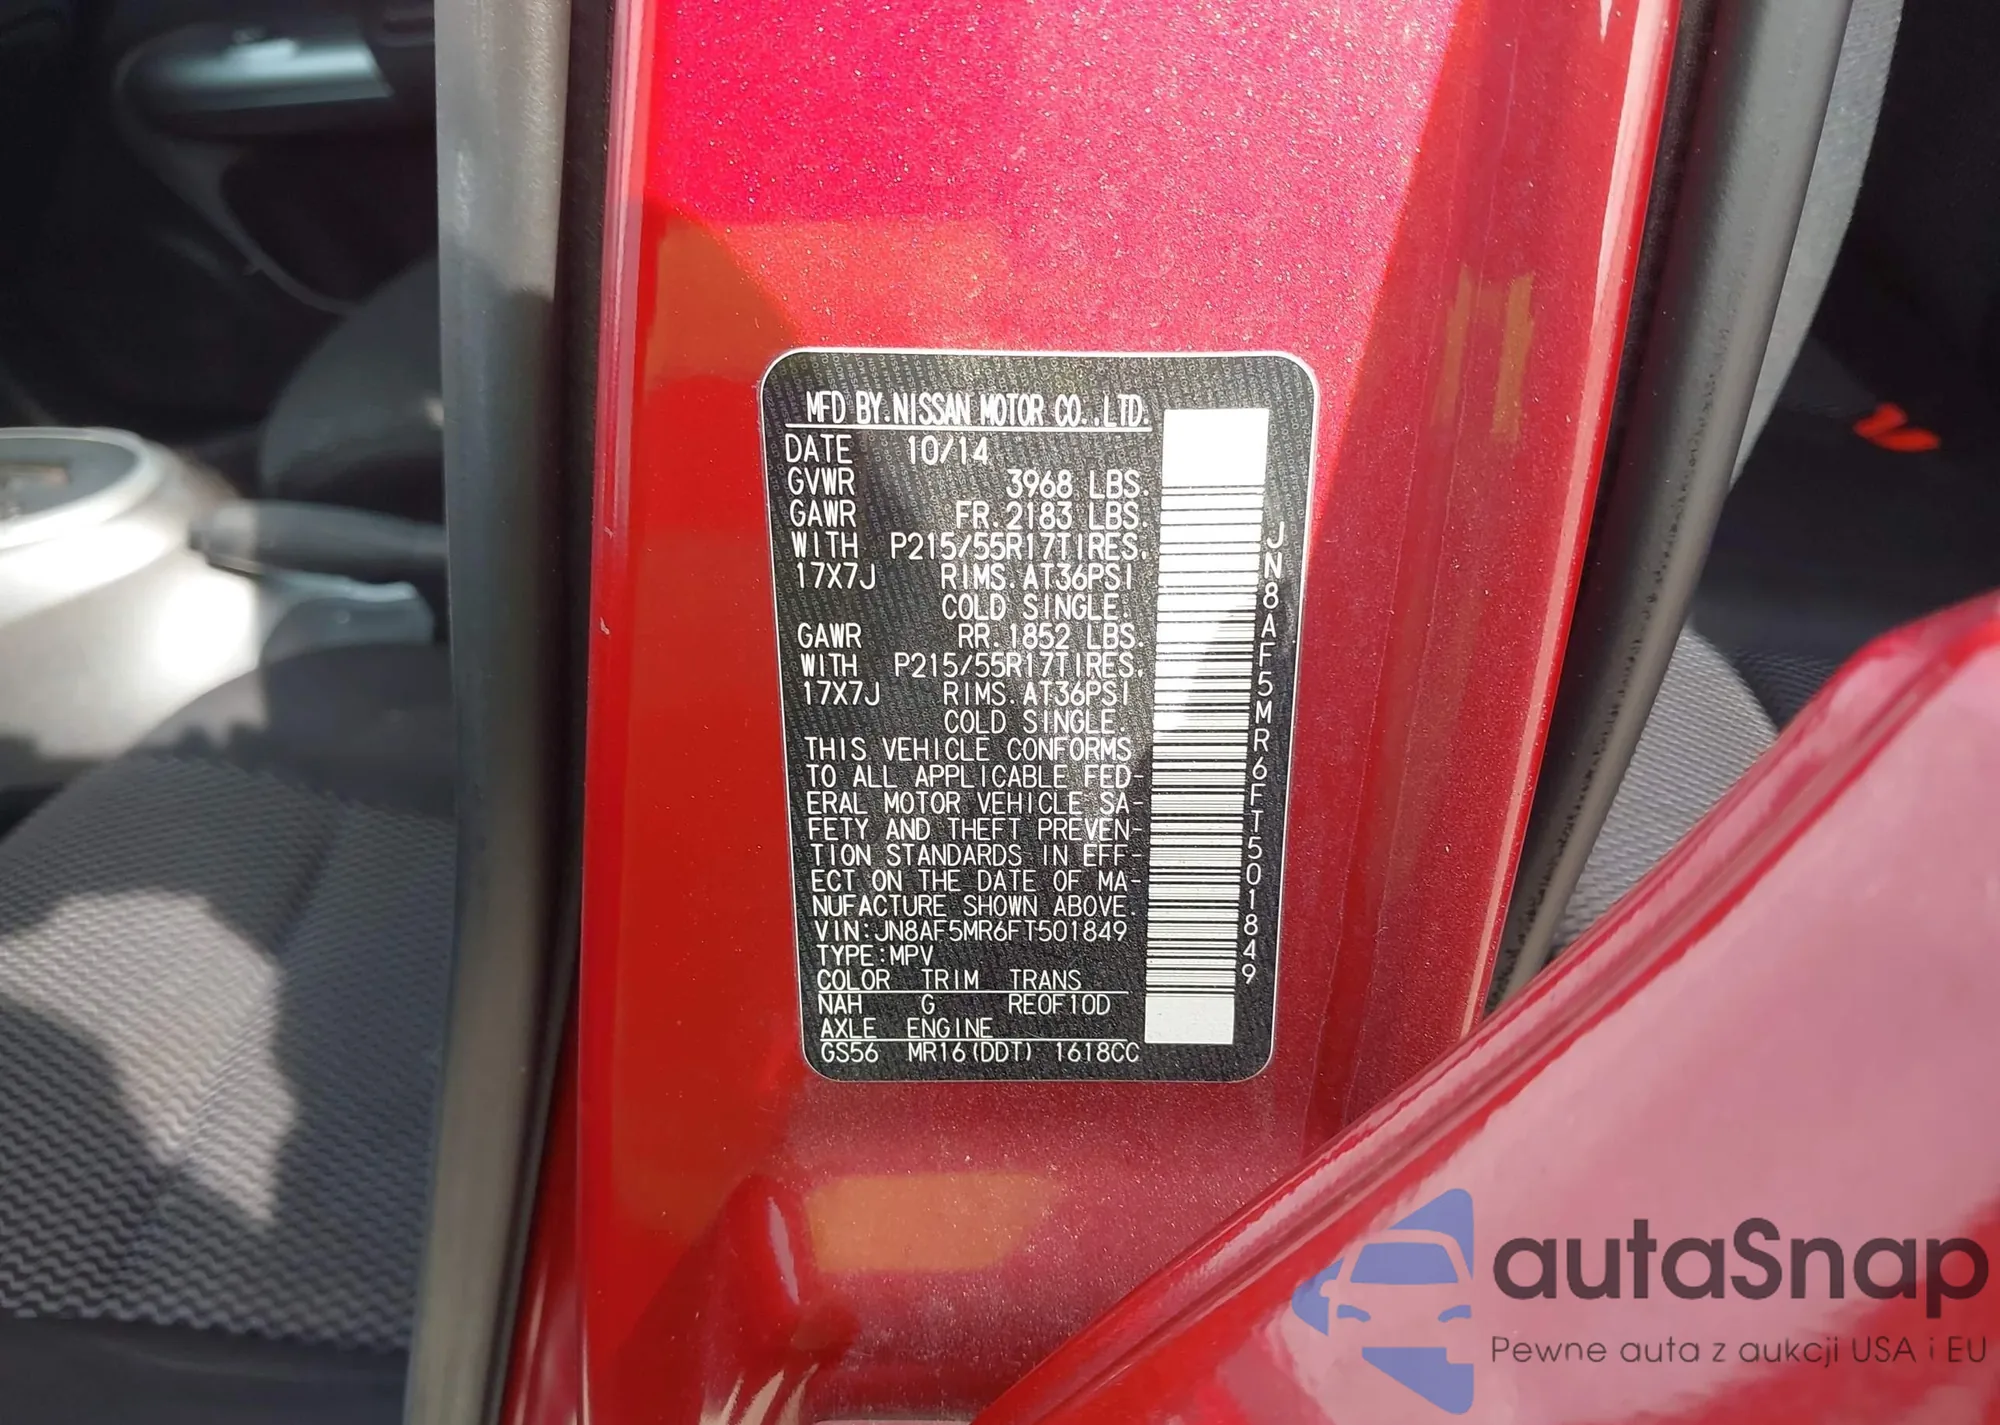 MFD BY.NISSAN MOTOR CO.,LTD.
DATE 10/14
GVWR 3968 LBS.
GAWR FR.2183 LBS.
WITH P215/55R17TIRES.
17X7J RIMS.AT36PSI
COLD SINGLE.
GAWR RR.1852 LBS.
WITH P215/55R17TIRES.
17X7J RIMS.AT36PSI
COLD SINGLE.
THIS VEHICLE CONFORMS
TO ALL APPLICABLE FED-
ERAL MOTOR VEHICLE SA-
FETY AND THEFT PREVEN-
TION STANDARDS IN EFF-
ECT ON THE DATE OF MA-
NUFACTURE SHOWN ABOVE.
VIN:JN8AF5MR6FT501849
TYPE:MPV
COLOR TRIM TRANS
NAH G RE0F10D
AXLE ENGINE
GS56 MR16(DDT) 1618CC
JN8AF5MR6FT501849
autaSnap
Pewne auta z aukcji USA i EU